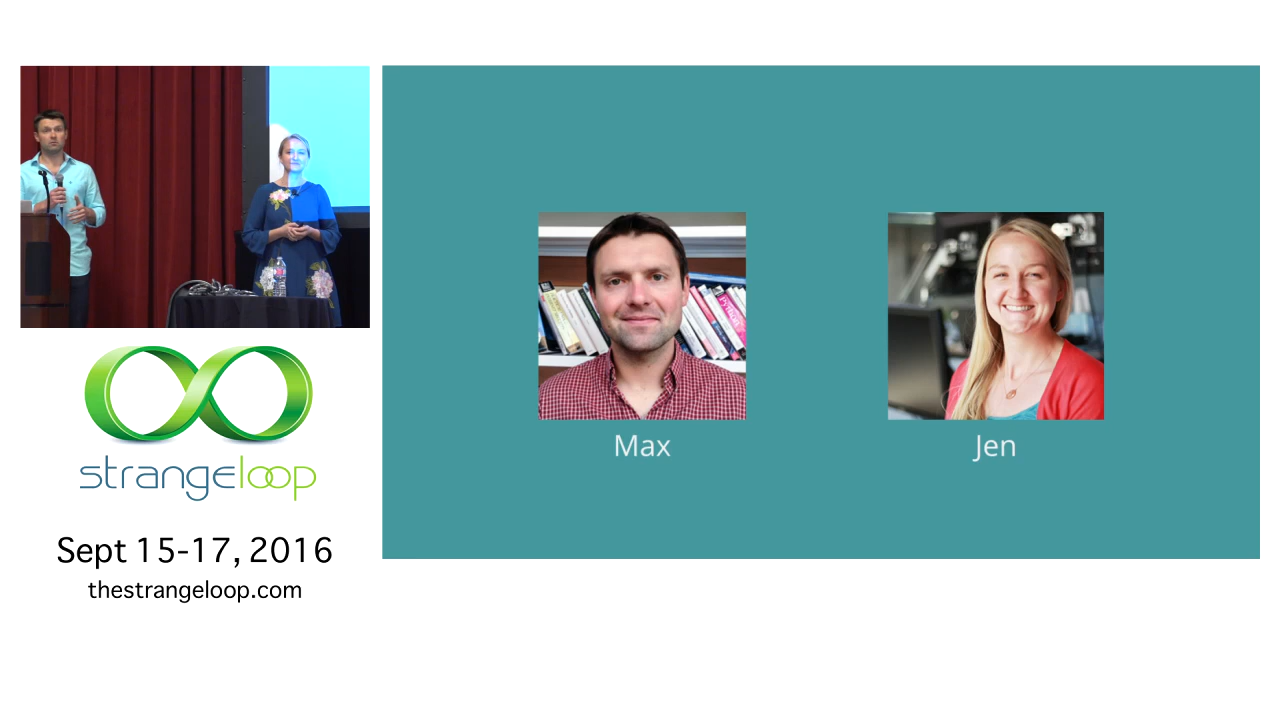 strangeloop
Sept 15-17, 2016
thestrangeloop.com
Max
Jen